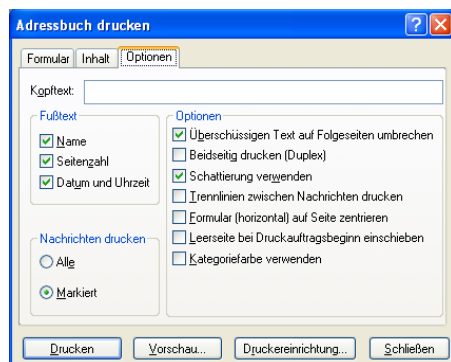 Adressbuch drucken
Formular Inhalt Optionen
Kopftext:
Fußtext
Name
Seitenzahl
Datum und Uhrzeit
Nachrichten drucken
Alle
Markiert
Optionen
Überschüssigen Text auf Folgeseiten umbrechen
Beidseitig drucken (Duplex)
Schattierung verwenden
Trennlinien zwischen Nachrichten drucken
Formular (horizontal) auf Seite zentrieren
Leerseite bei Druckauftragsbeginn einschieben
Kategoriefarbe verwenden
Drucken Vorschau... Druckereinrichtung... Schließen